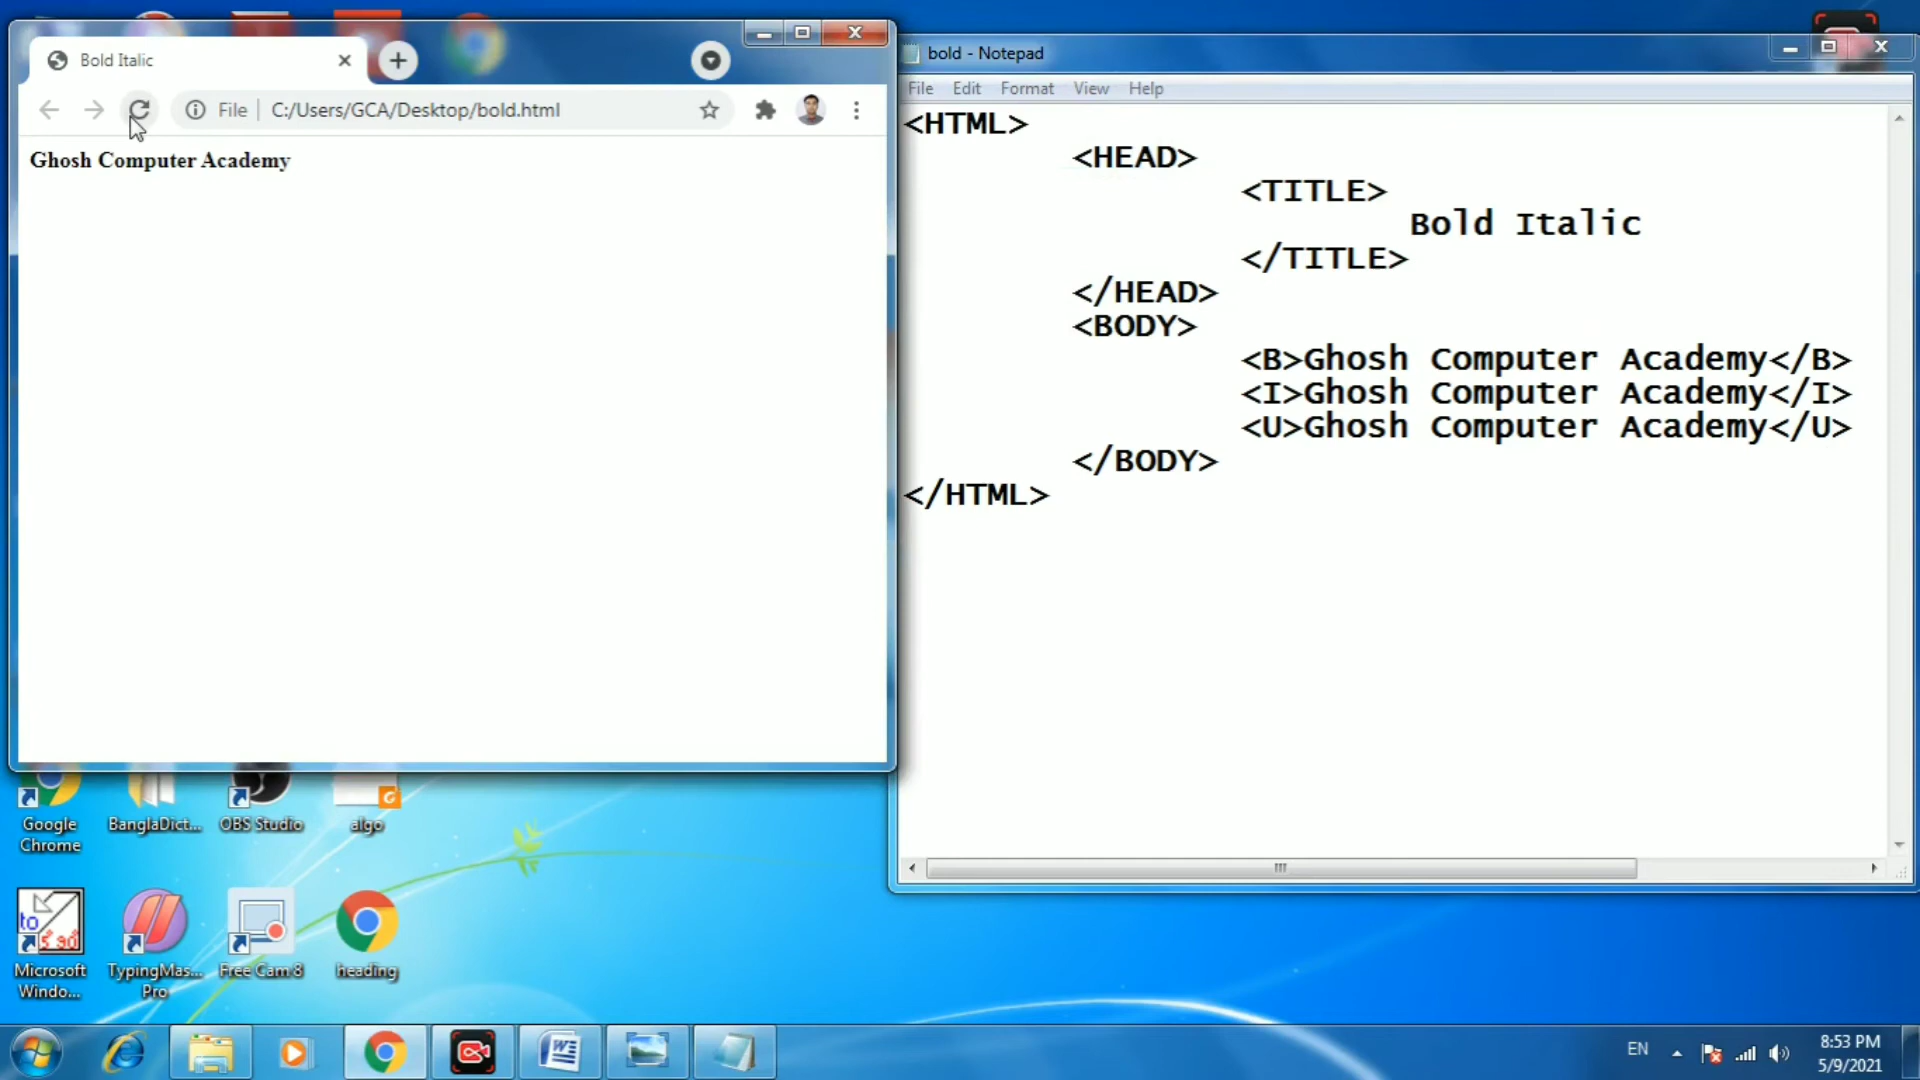 Bold Italic
File
C:/Users/GCA/Desktop/bold.html
Ghosh Computer Academy
bold - Notepad
File Edit Format View Help
<HTML>
<HEAD>
<TITLE>
Bold Italic
</TITLE>
</HEAD>
<BODY>
<B>Ghosh Computer Academy</B>
<I>Ghosh Computer Academy</I>
<U>Ghosh Computer Academy</U>
</BODY>
</HTML>
Google Chrome
BanglaDict...
OBS Studio
algo
to
Microsoft Windo...
TypingMas... Pro
Free Cam 8
heading
EN
8:53 PM
5/9/2021